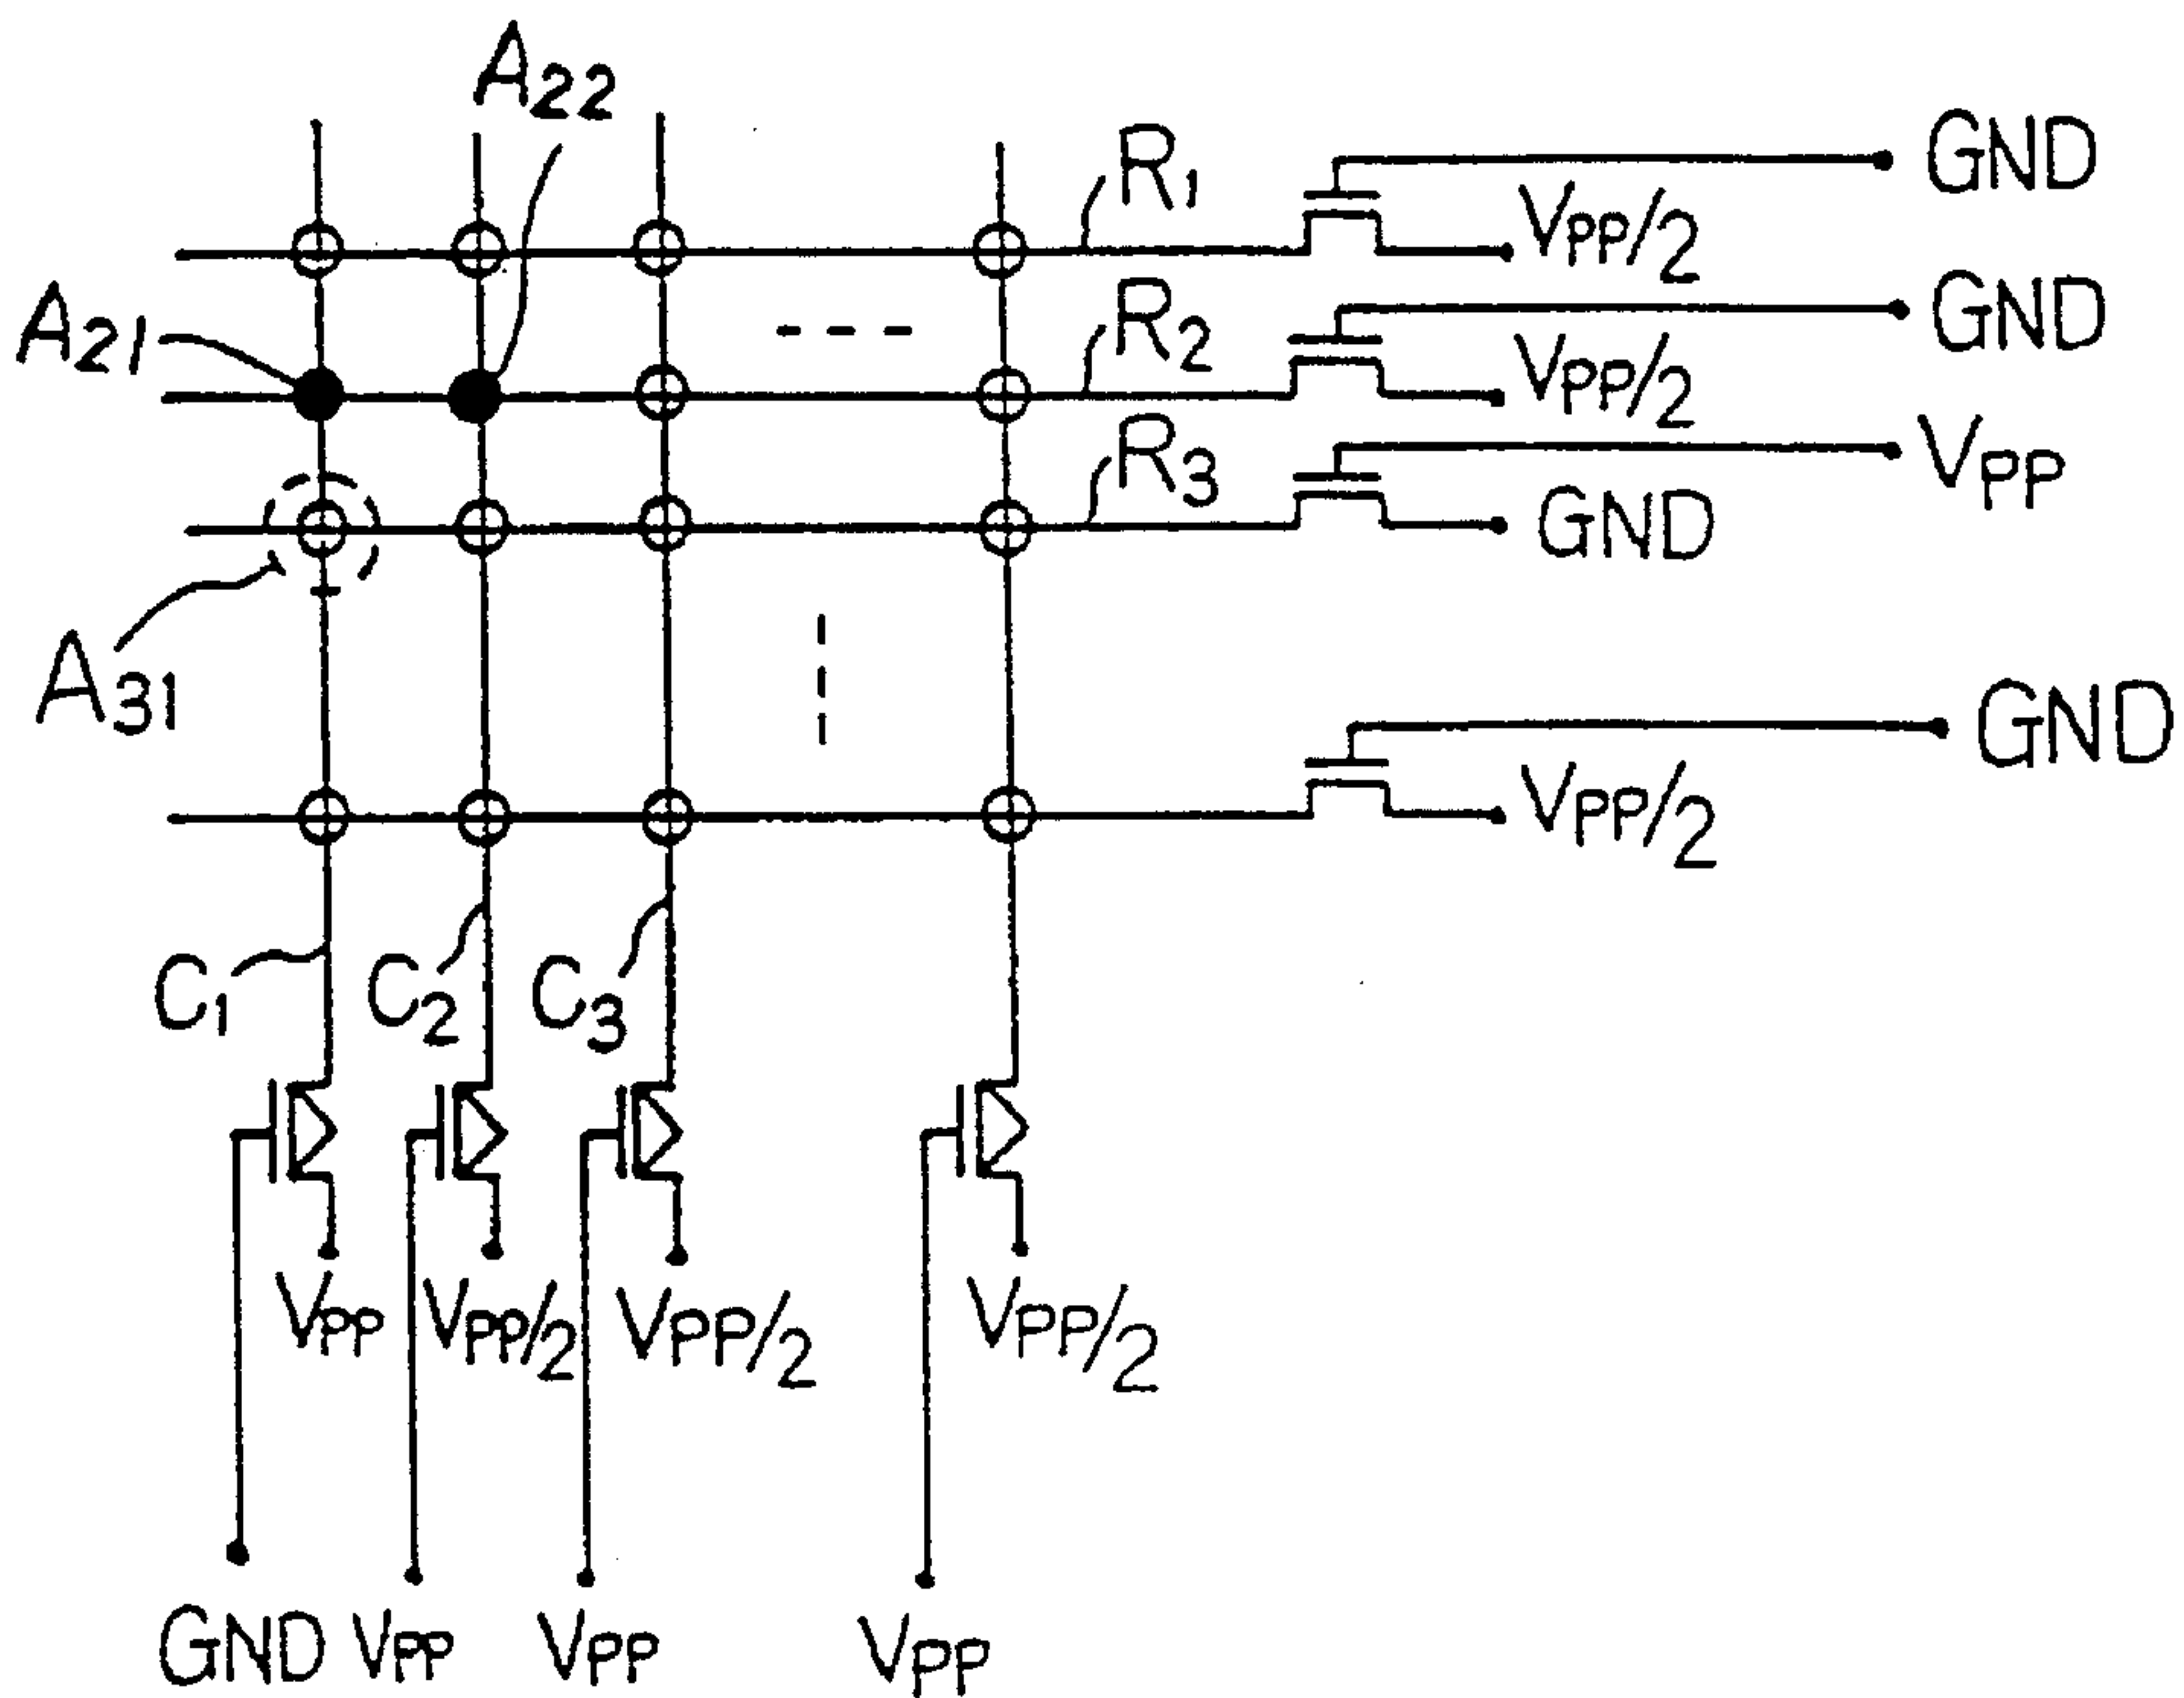 A22
R1
GND
VPP/2
A21
R2
GND
VPP/2
R3
VPP
GND
A31
GND
VPP/2
C1
C2
C3
VPP
VPP/2
VPP/2
VPP/2
GND
VPP
VPP
VPP